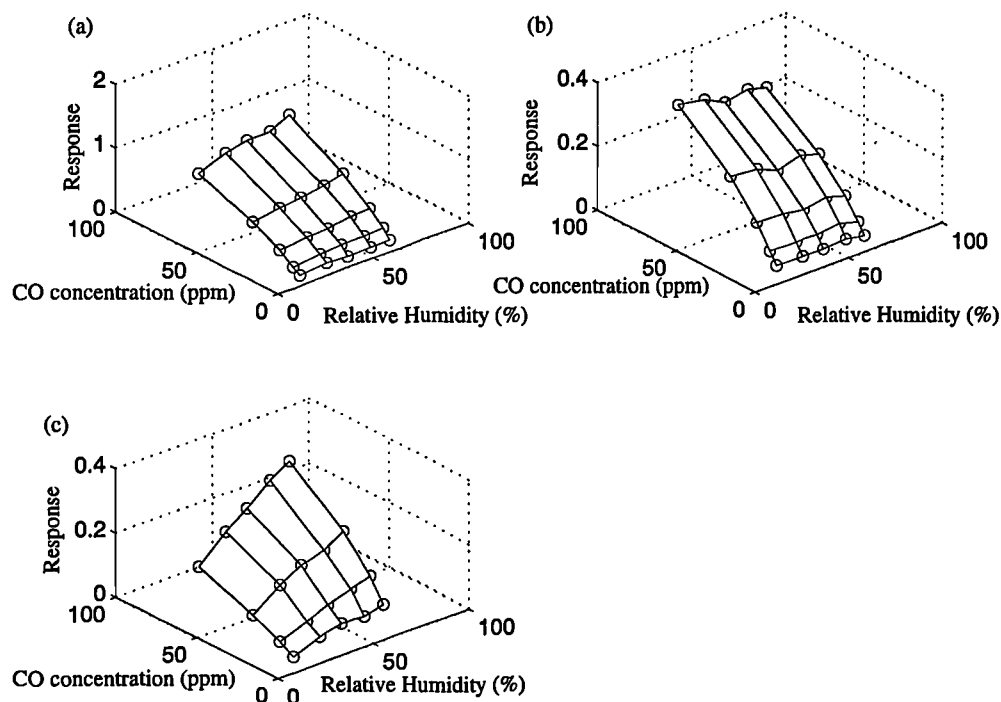 (a)
2
1
0
Response
100
50
0
CO concentration (ppm)
0
50
100
Relative Humidity (%)
(b)
0.4
0.2
0
Response
100
50
0
CO concentration (ppm)
0
50
100
Relative Humidity (%)
(c)
0.4
0.2
0
Response
100
50
0
CO concentration (ppm)
0
50
100
Relative Humidity (%)